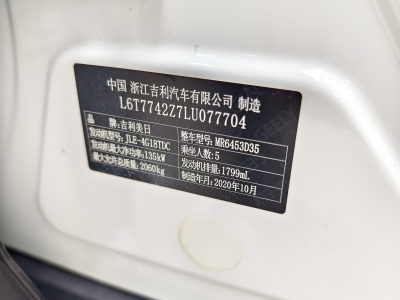 中国 浙江吉利汽车有限公司 制造
L6T7742Z7LU077704
品牌:吉利美日 整车型号:MR6453D35
发动机型号:JLE-4G18TDC 乘坐人数:5
发动机最大净功率:135kW 发动机排量:1799mL
最大允许总质量:2060kg 制造年月:2020年10月